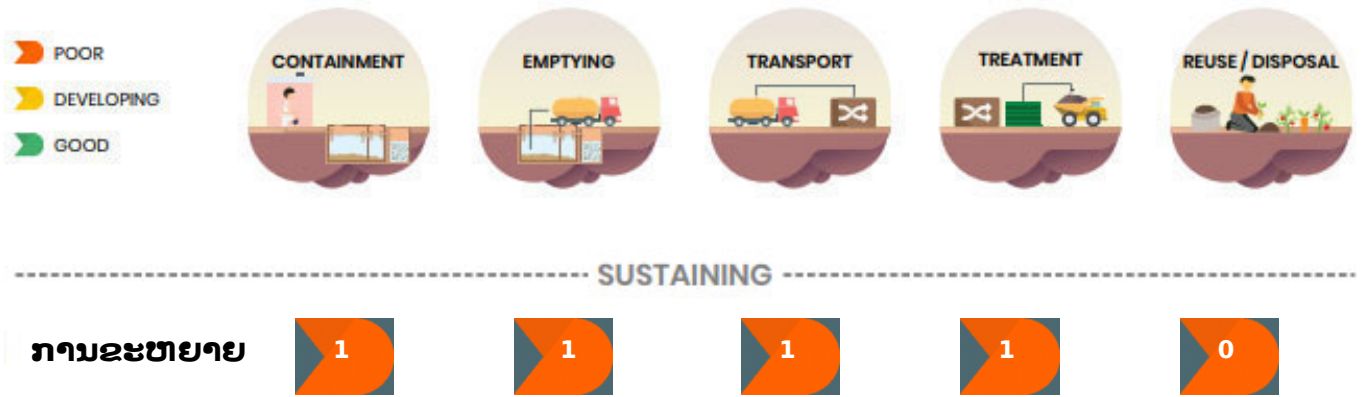 POOR
DEVELOPING
GOOD
CONTAINMENT
EMPTYING
TRANSPORT
TREATMENT
REUSE / DISPOSAL
SUSTAINING
ການຂະຫຍາຍ 1 1 1 1 0